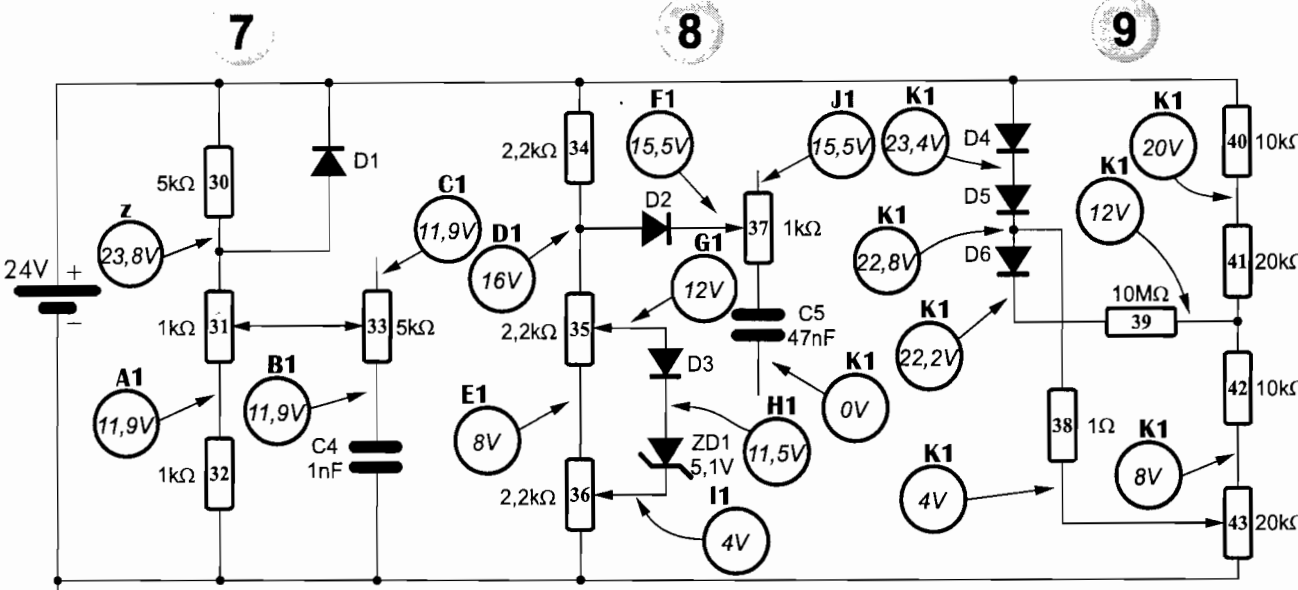 7
8
9
30
5kΩ
D1
z
23,8V
24V
+
−
31
1kΩ
33
5kΩ
C1
11,9V
A1
11,9V
B1
11,9V
32
1kΩ
C4
1nF
34
2,2kΩ
F1
15,5V
J1
15,5V
D2
37
1kΩ
D1
16V
G1
12V
35
2,2kΩ
D3
C5
47nF
K1
0V
E1
8V
H1
11,5V
ZD1
5,1V
36
2,2kΩ
I1
4V
K1
23,4V
D4
D5
D6
K1
22,8V
K1
22,2V
K1
20V
K1
12V
40
10kΩ
41
20kΩ
10MΩ
39
42
10kΩ
38
1Ω
K1
4V
K1
8V
43
20kΩ